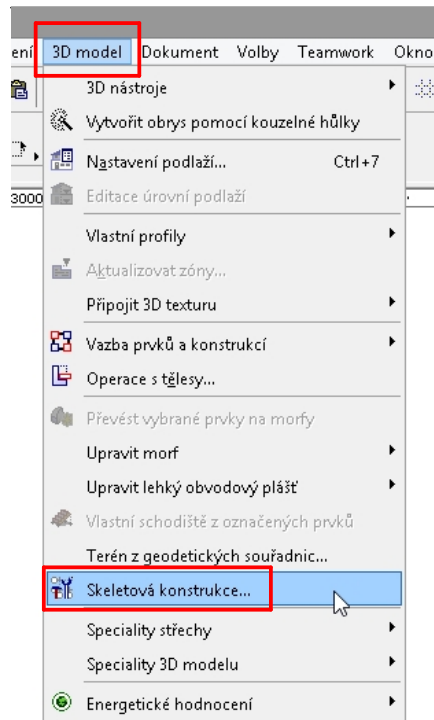 ení 3D model Dokument Volby Teamwork Okno
3D nástroje
Vytvořit obrys pomocí kouzelné hůlky
Nastavení podlaží... Ctrl+7
3000
Editace úrovní podlaží
Vlastní profily
Aktualizovat zóny...
Připojit 3D texturu
Vazba prvků a konstrukcí
Operace s tělesy...
Převést vybrané prvky na morfy
Upravit morf
Upravit lehký obvodový plášť
Vlastní schodiště z označených prvků
Terén z geodetických souřadnic...
Skeletová konstrukce...
Speciality střechy
Speciality 3D modelu
Energetické hodnocení